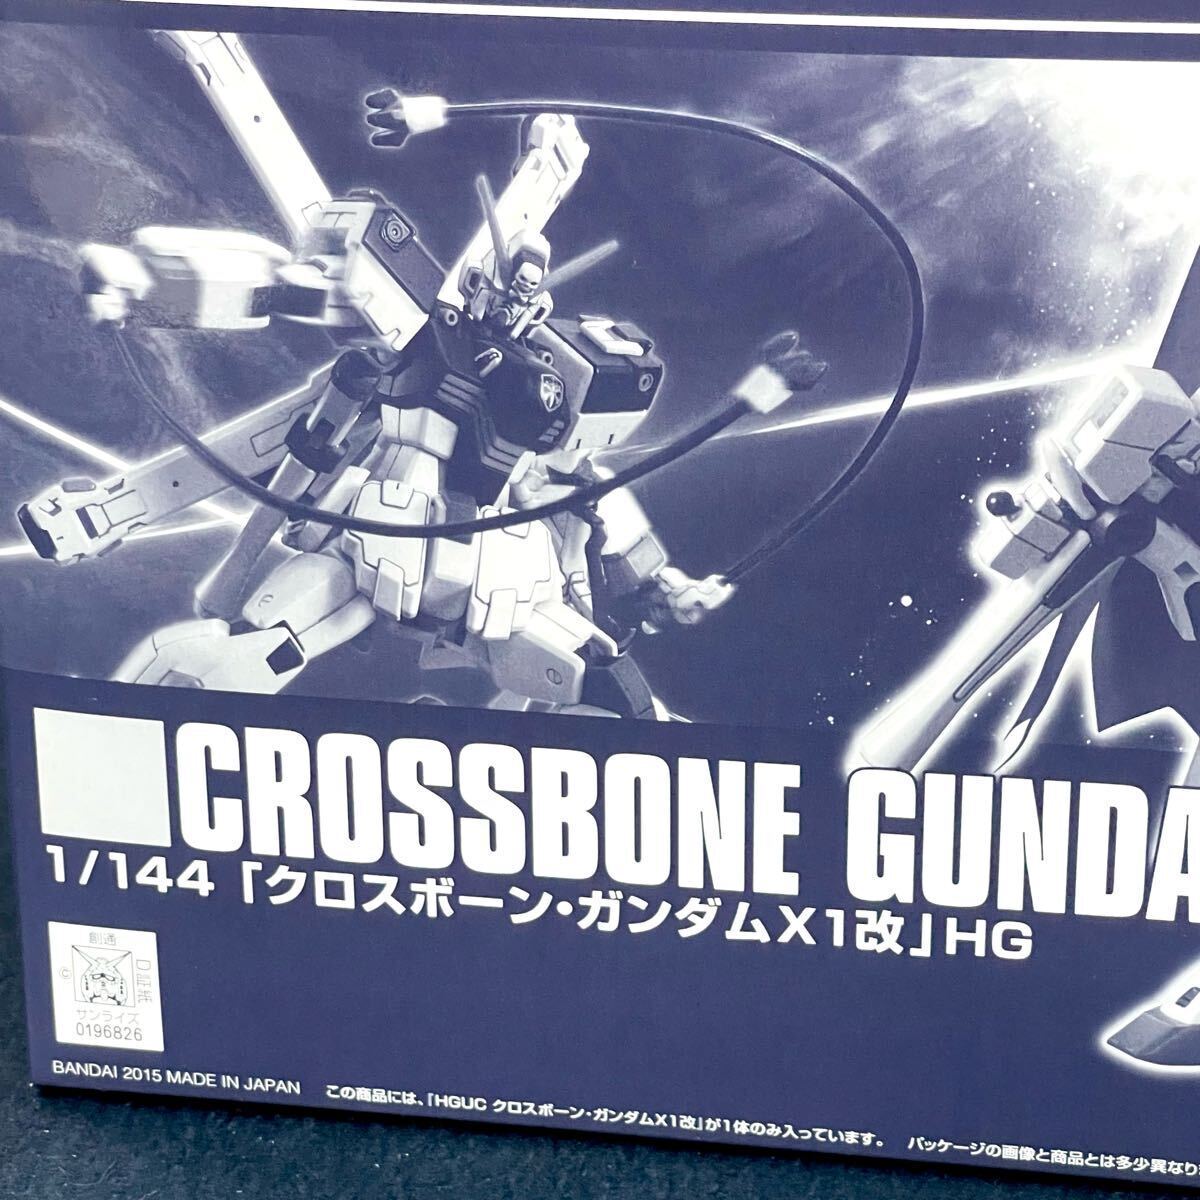 CROSSBONE GUNDA
1/144「クロスボーン・ガンダムX1改」HG
創通
© D証紙
サンライズ
0196826
BANDAI 2015 MADE IN JAPAN この商品には、「HGUC クロスボーン・ガンダムX1改」が1体のみ入っています。 パッケージの画像と商品とは多少異なり